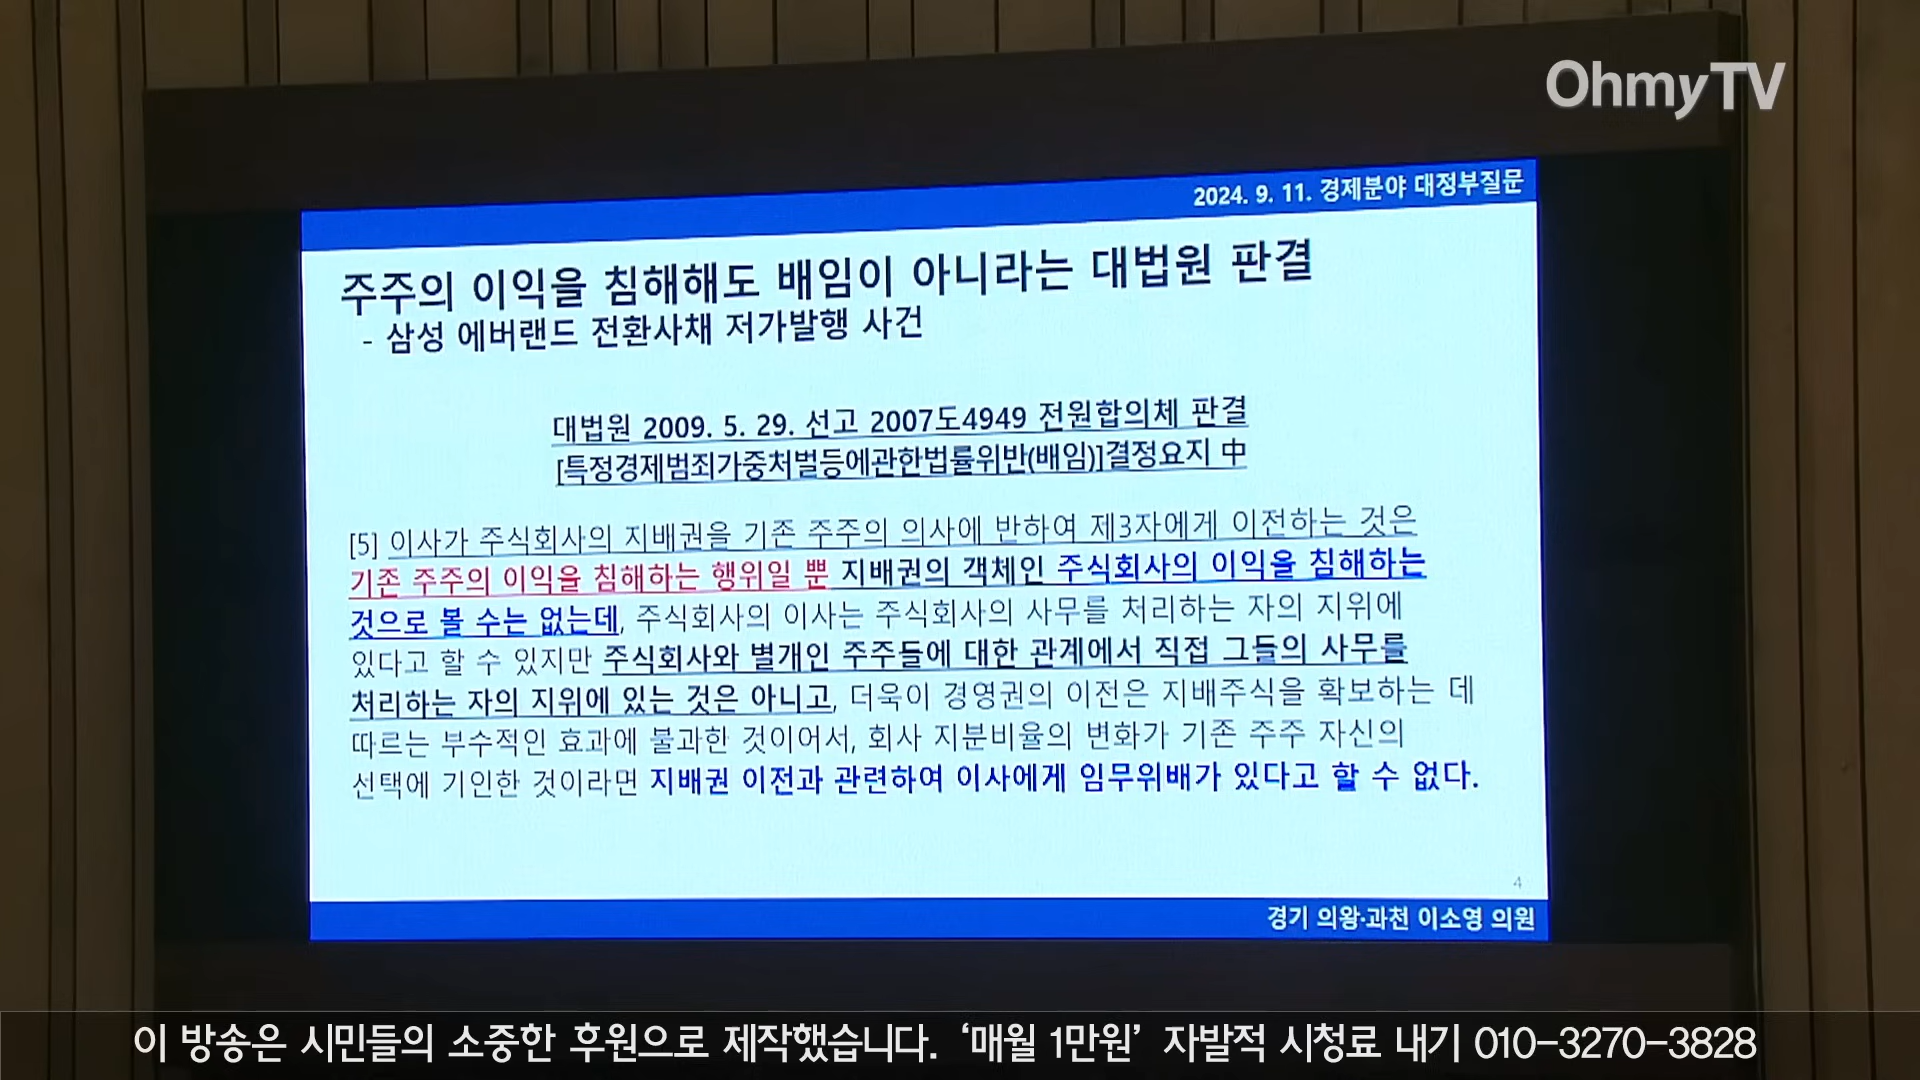 OhmyTV
2024. 9. 11. 경제분야 대정부질문
주주의 이익을 침해해도 배임이 아니라는 대법원 판결
- 삼성 에버랜드 전환사채 저가발행 사건
대법원 2009. 5. 29. 선고 2007도4949 전원합의체 판결
[특정경제범죄가중처벌등에관한법률위반(배임)]결정요지 中
[5] 이사가 주식회사의 지배권을 기존 주주의 의사에 반하여 제3자에게 이전하는 것은
기존 주주의 이익을 침해하는 행위일 뿐 지배권의 객체인 주식회사의 이익을 침해하는
것으로 볼 수는 없는데, 주식회사의 이사는 주식회사의 사무를 처리하는 자의 지위에
있다고 할 수 있지만 주식회사와 별개인 주주들에 대한 관계에서 직접 그들의 사무를
처리하는 자의 지위에 있는 것은 아니고, 더욱이 경영권의 이전은 지배주식을 확보하는 데
따르는 부수적인 효과에 불과한 것이어서, 회사 지분비율의 변화가 기존 주주 자신의
선택에 기인한 것이라면 지배권 이전과 관련하여 이사에게 임무위배가 있다고 할 수 없다.
4
경기 의왕·과천 이소영 의원
이 방송은 시민들의 소중한 후원으로 제작했습니다. ‘매월 1만원’ 자발적 시청료 내기 010-3270-3828